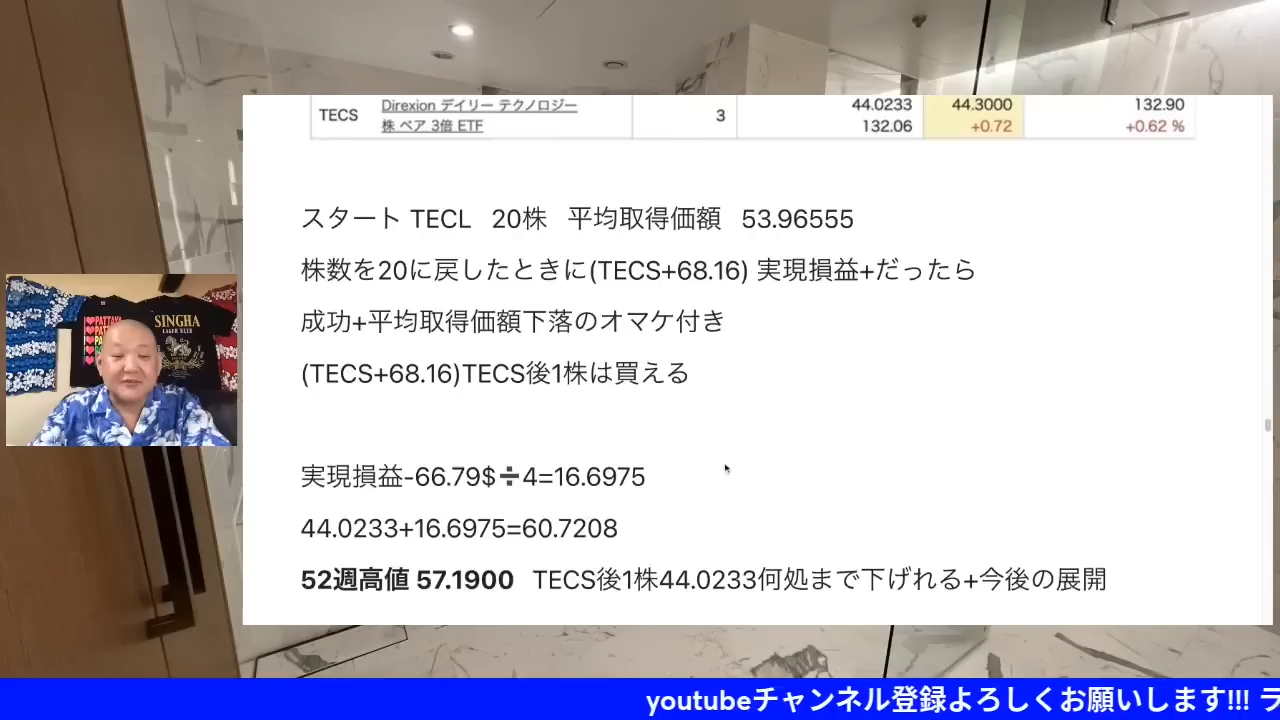 TECS Direxion デイリー テクノロジー 株 ベア 3倍 ETF 3 44.0233 132.06 44.3000 +0.72 132.90 +0.62 %
スタート TECL 20株 平均取得価額 53.96555
株数を20に戻したときに(TECS+68.16) 実現損益+だったら
成功+平均取得価額下落のオマケ付き
(TECS+68.16)TECS後1株は買える
実現損益-66.79$➗4=16.6975
44.0233+16.6975=60.7208
52週高値 57.1900 TECS後1株44.0233何処まで下げれる+今後の展開
SINGHA
LAGER BEER
youtubeチャンネル登録よろしくお願いします!!! ラ